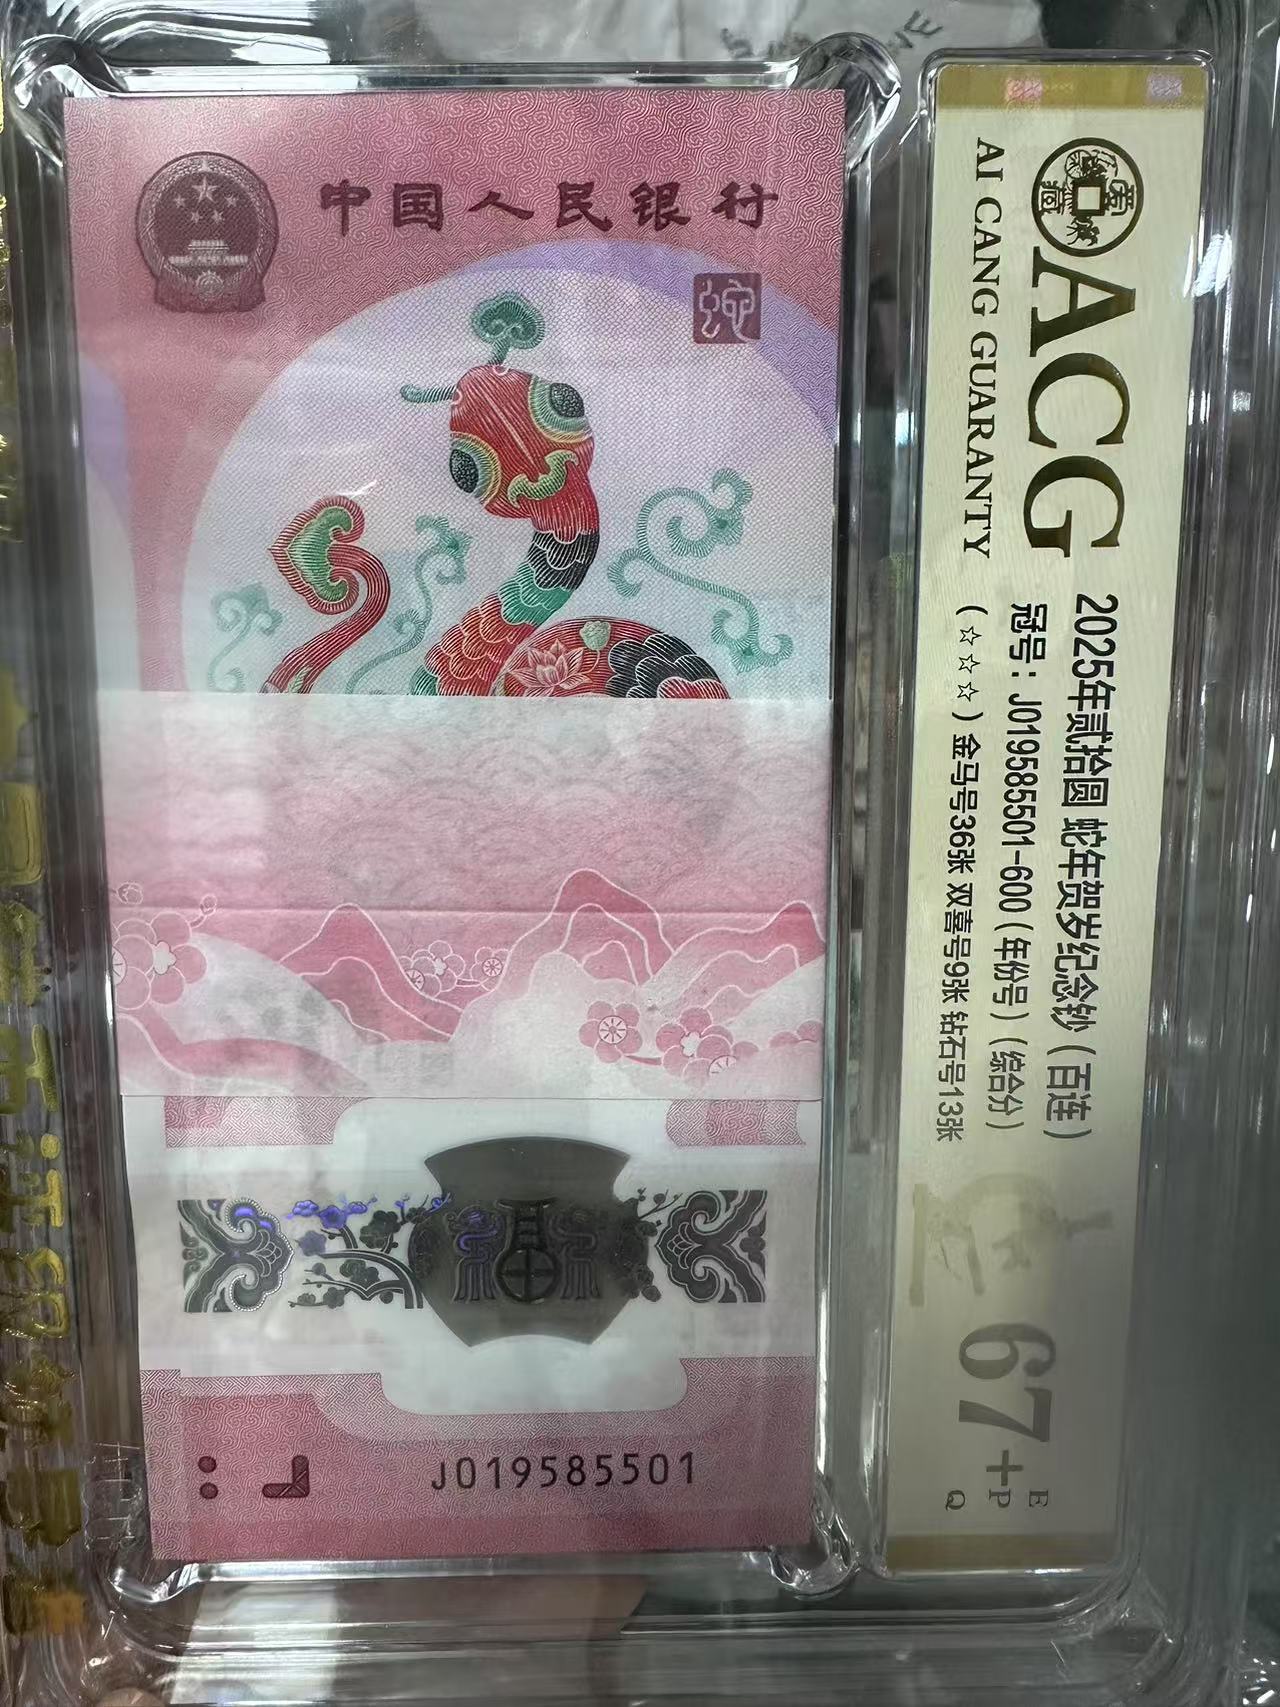 中国人民银行
蛇
J019585501
爱藏
ACG
AI CANG GUARANTY
2025年贰拾圆 蛇年贺岁纪念钞（百连）
冠号：J019585501-600（年份号）（综合分）
（☆☆☆）金马号36张 双喜号9张 钻石号13张
67+
E
P
Q